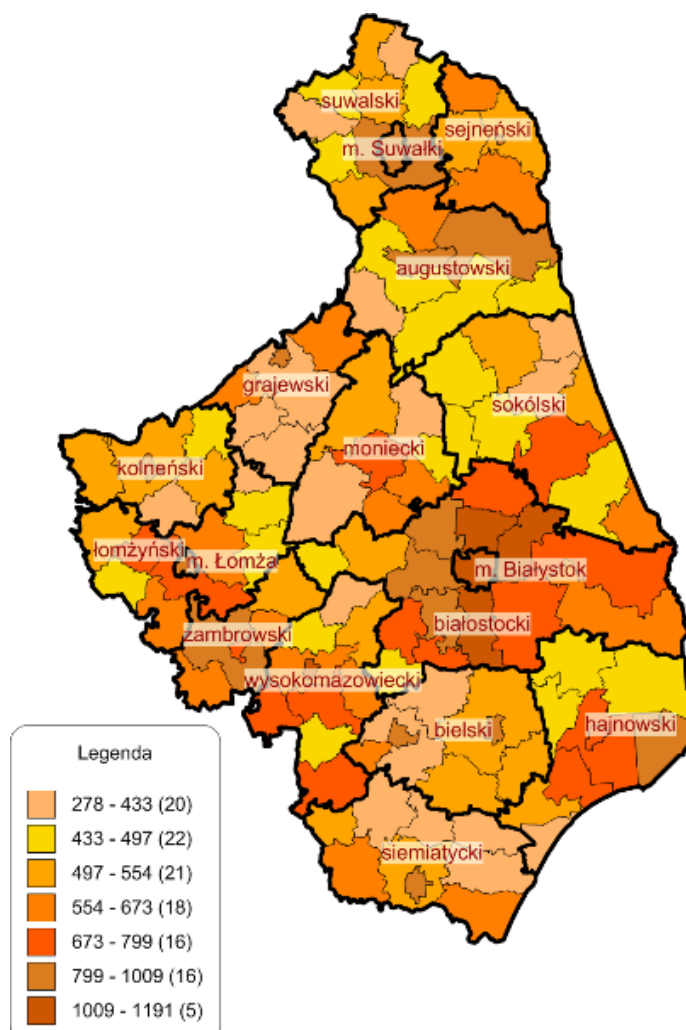 suwalski
sejneński
m. Suwałki
augustowski
grajewski
sokólski
moniecki
kolneński
łomżyński
m. Łomża
m. Białystok
białostocki
zambrowski
wysokomazowiecki
bielski
hajnowski
siemiatycki
Legenda
278 - 433 (20)
433 - 497 (22)
497 - 554 (21)
554 - 673 (18)
673 - 799 (16)
799 - 1009 (16)
1009 - 1191 (5)